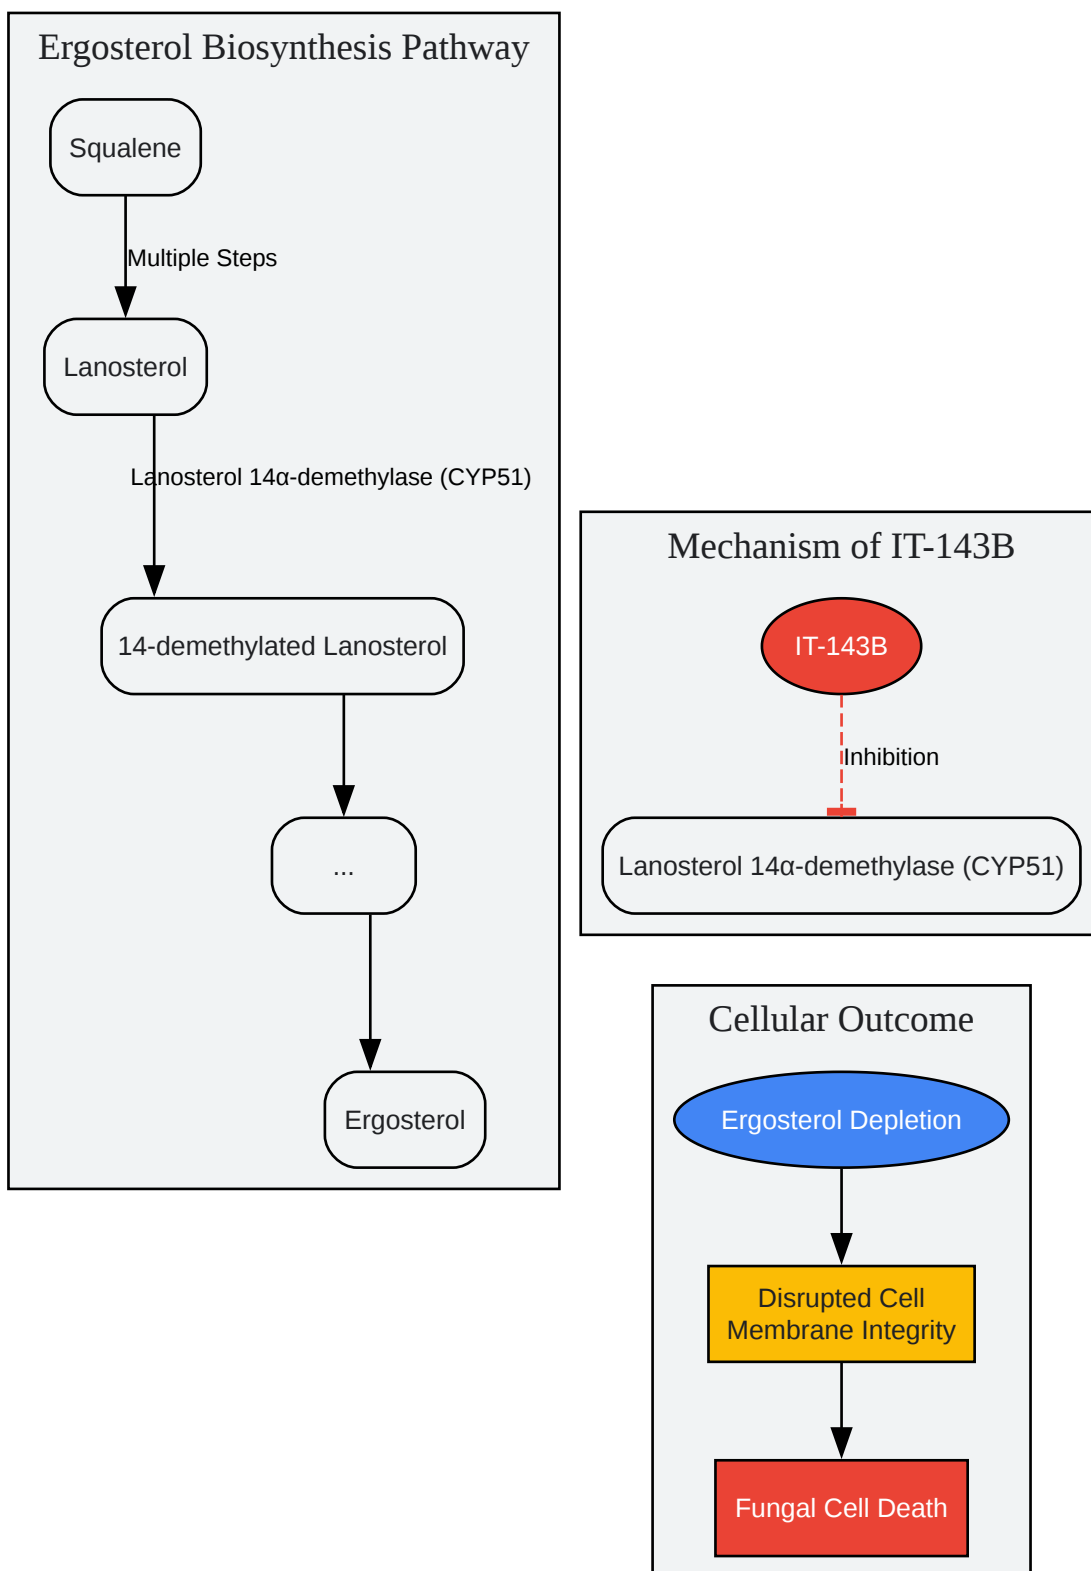 Ergosterol Biosynthesis Pathway
Squalene
Multiple Steps
Lanosterol
Lanosterol 14α-demethylase (CYP51)
14-demethylated Lanosterol
...
Ergosterol
Mechanism of IT-143B
IT-143B
Inhibition
Lanosterol 14α-demethylase (CYP51)
Cellular Outcome
Ergosterol Depletion
Disrupted Cell
Membrane Integrity
Fungal Cell Death